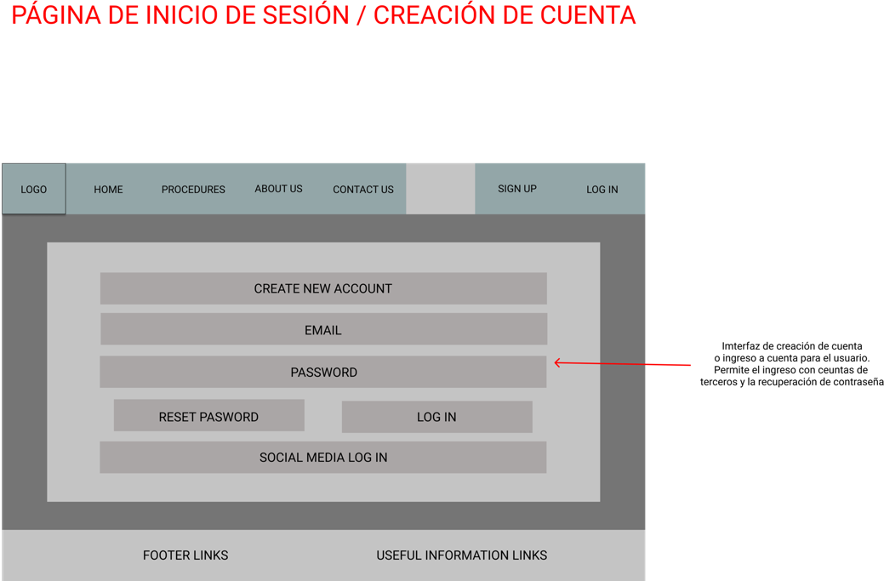 PÁGINA DE INICIO DE SESIÓN / CREACIÓN DE CUENTA
LOGO
HOME
PROCEDURES
ABOUT US
CONTACT US
SIGN UP
LOG IN
CREATE NEW ACCOUNT
EMAIL
PASSWORD
RESET PASWORD
LOG IN
SOCIAL MEDIA LOG IN
Imterfaz de creación de cuenta
o ingreso a cuenta para el usuario.
Permite el ingreso con ceuntas de
terceros y la recuperación de contraseña
FOOTER LINKS
USEFUL INFORMATION LINKS